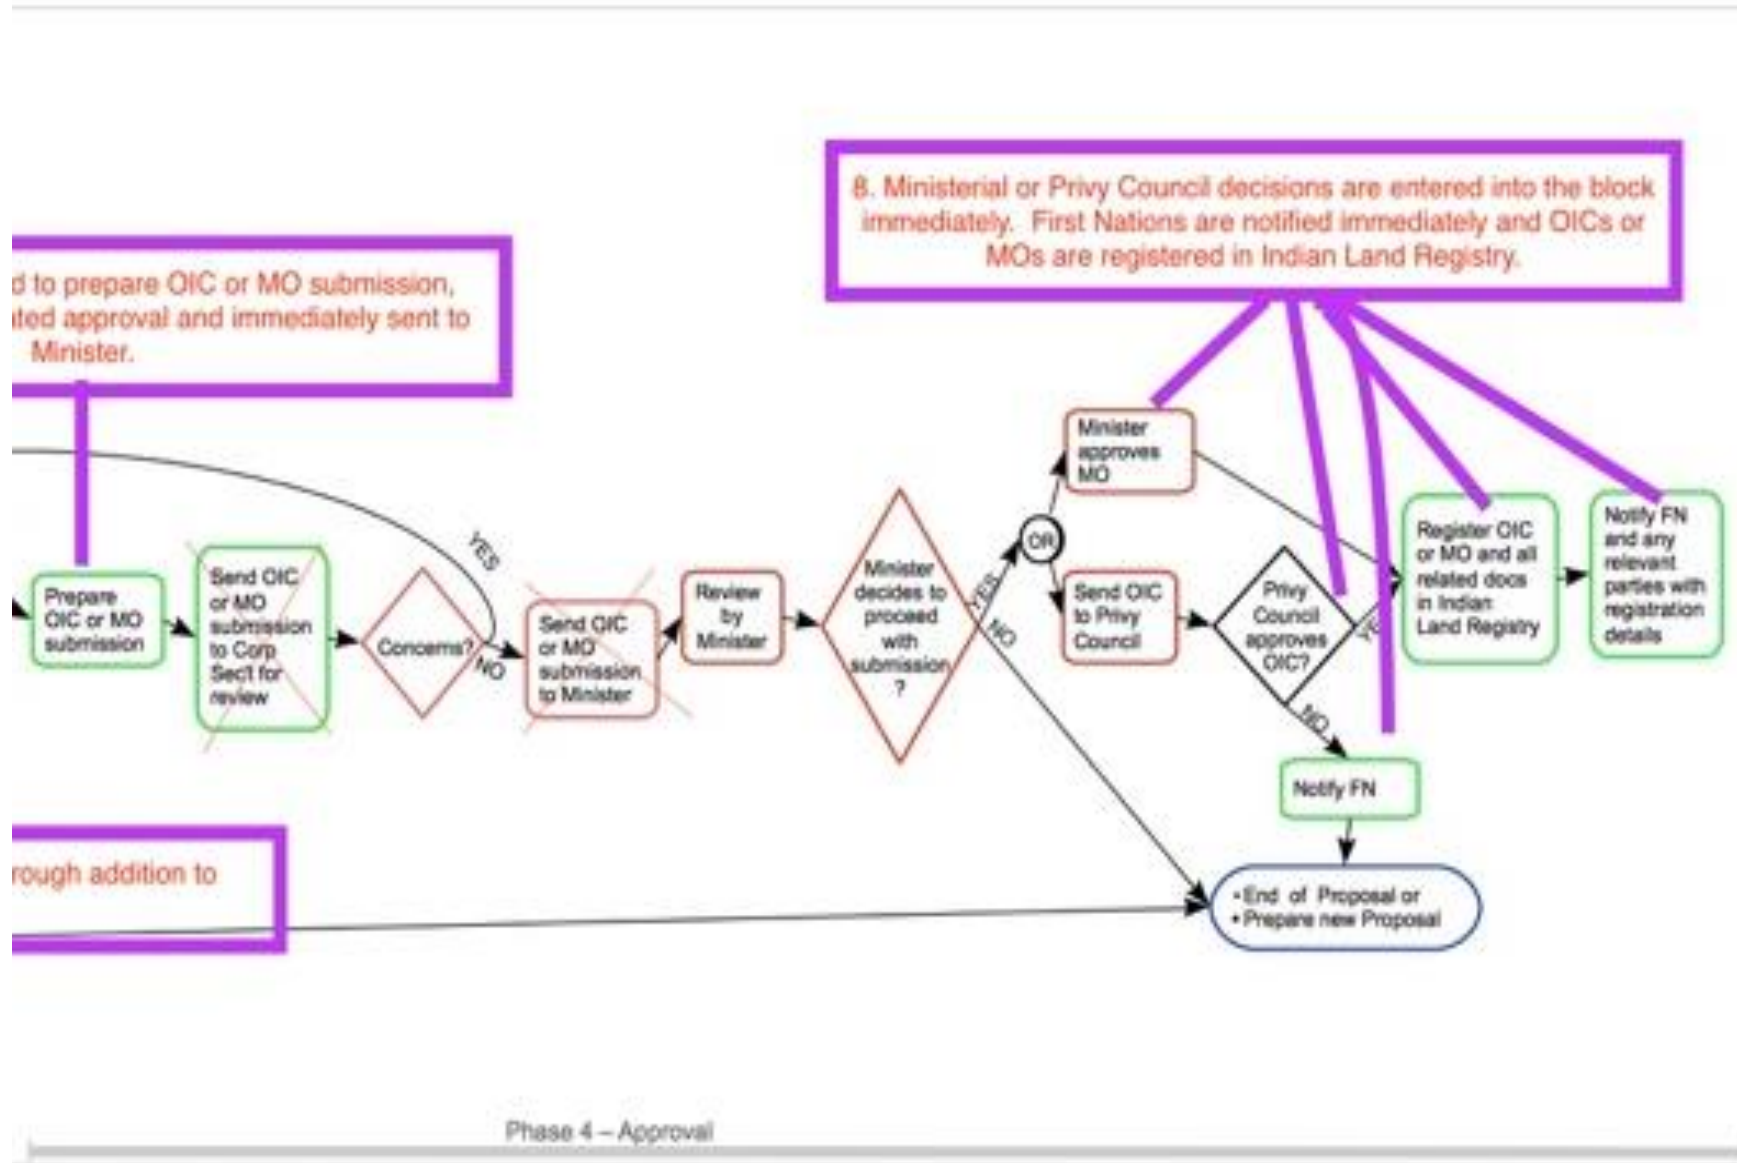 8. Ministerial or Privy Council decisions are entered into the block
immediately. First Nations are notified immediately and OICs or
MOs are registered in Indian Land Registry.
d to prepare OIC or MO submission,
ated approval and immediately sent to
Minister.
Prepare
OIC or MO
submission
Send OIC
or MO
submission
to Corp
Sec't for
review
Concerns?
YES
NO
Send OIC
or MO
submission
to Minister
Review
by
Minister
Minister
decides to
proceed
with
submission
?
YES
NO
OR
Minister
approves
MO
Send OIC
to Privy
Council
Privy
Council
approves
OIC?
YE
NO
Register OIC
or MO and all
related docs
in Indian
Land Registry
Notify FN
and any
relevant
parties with
registration
details
Notify FN
• End of Proposal or
• Prepare new Proposal
rough addition to
Phase 4 – Approval